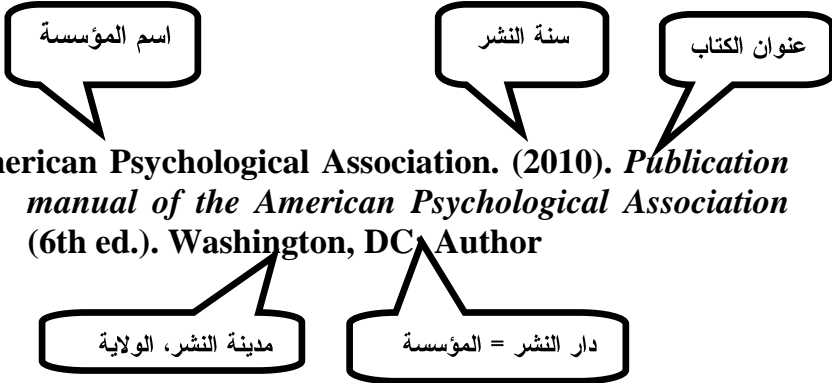 اسم المؤسسة
سنة النشر
عنوان الكتاب
merican Psychological Association. (2010). Publication
manual of the American Psychological Association
(6th ed.). Washington, DC: Author
مدينة النشر، الولاية
دار النشر = المؤسسة